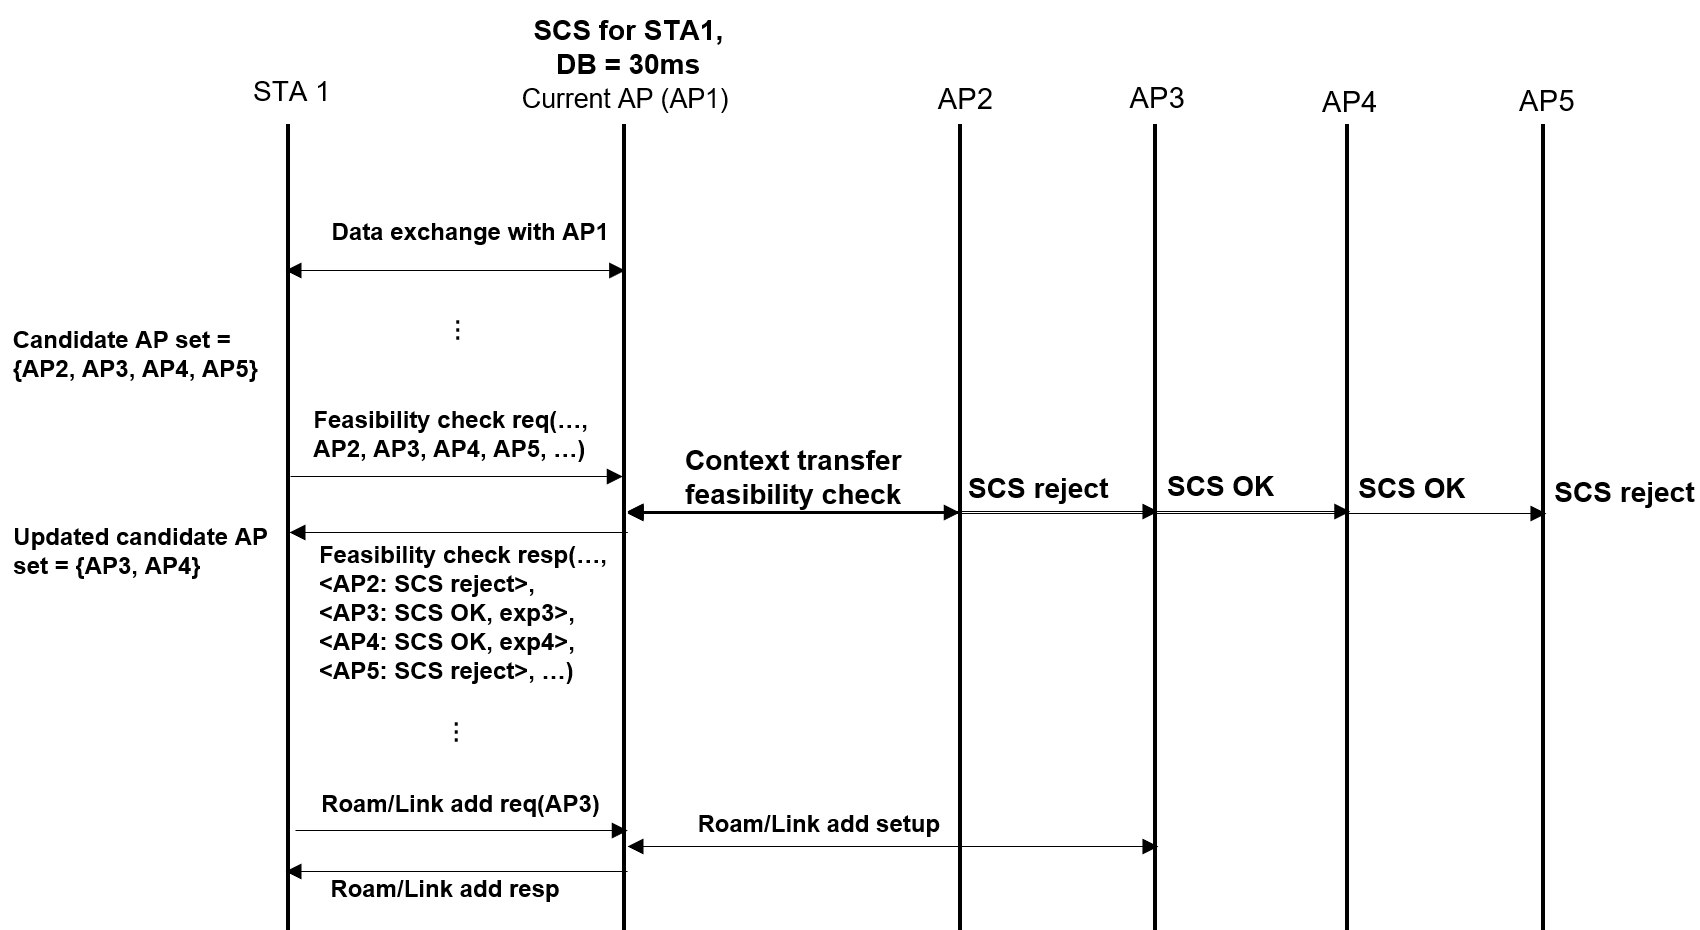 SCS for STA1,
DB = 30ms
STA 1
Current AP (AP1)
AP2
AP3
AP4
AP5
Data exchange with AP1
⋮
Candidate AP set =
{AP2, AP3, AP4, AP5}
Feasibility check req(…,
AP2, AP3, AP4, AP5, …)
Context transfer
feasibility check
SCS reject
SCS OK
SCS OK
SCS reject
Updated candidate AP
set = {AP3, AP4}
Feasibility check resp(…,
<AP2: SCS reject>,
<AP3: SCS OK, exp3>,
<AP4: SCS OK, exp4>,
<AP5: SCS reject>, …)
⋮
Roam/Link add req(AP3)
Roam/Link add setup
Roam/Link add resp